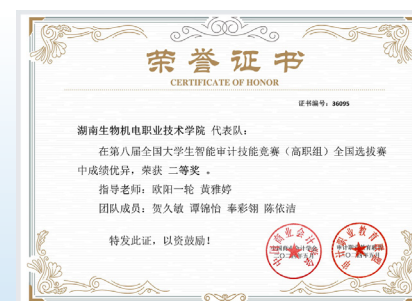 荣誉证书
CERTIFICATE OF HONOR
证书编号：86095
湖南生物机电职业技术学院 代表队：
在第八届全国大学生智能审计技能竞赛（高职组）全国选拔赛
中成绩优异，荣获 二等奖 。
指导老师：欧阳一轮 黄雅婷
团队成员：贺久敏 谭锦怡 奉彩翎 陈依洁
特发此证，以资鼓励！